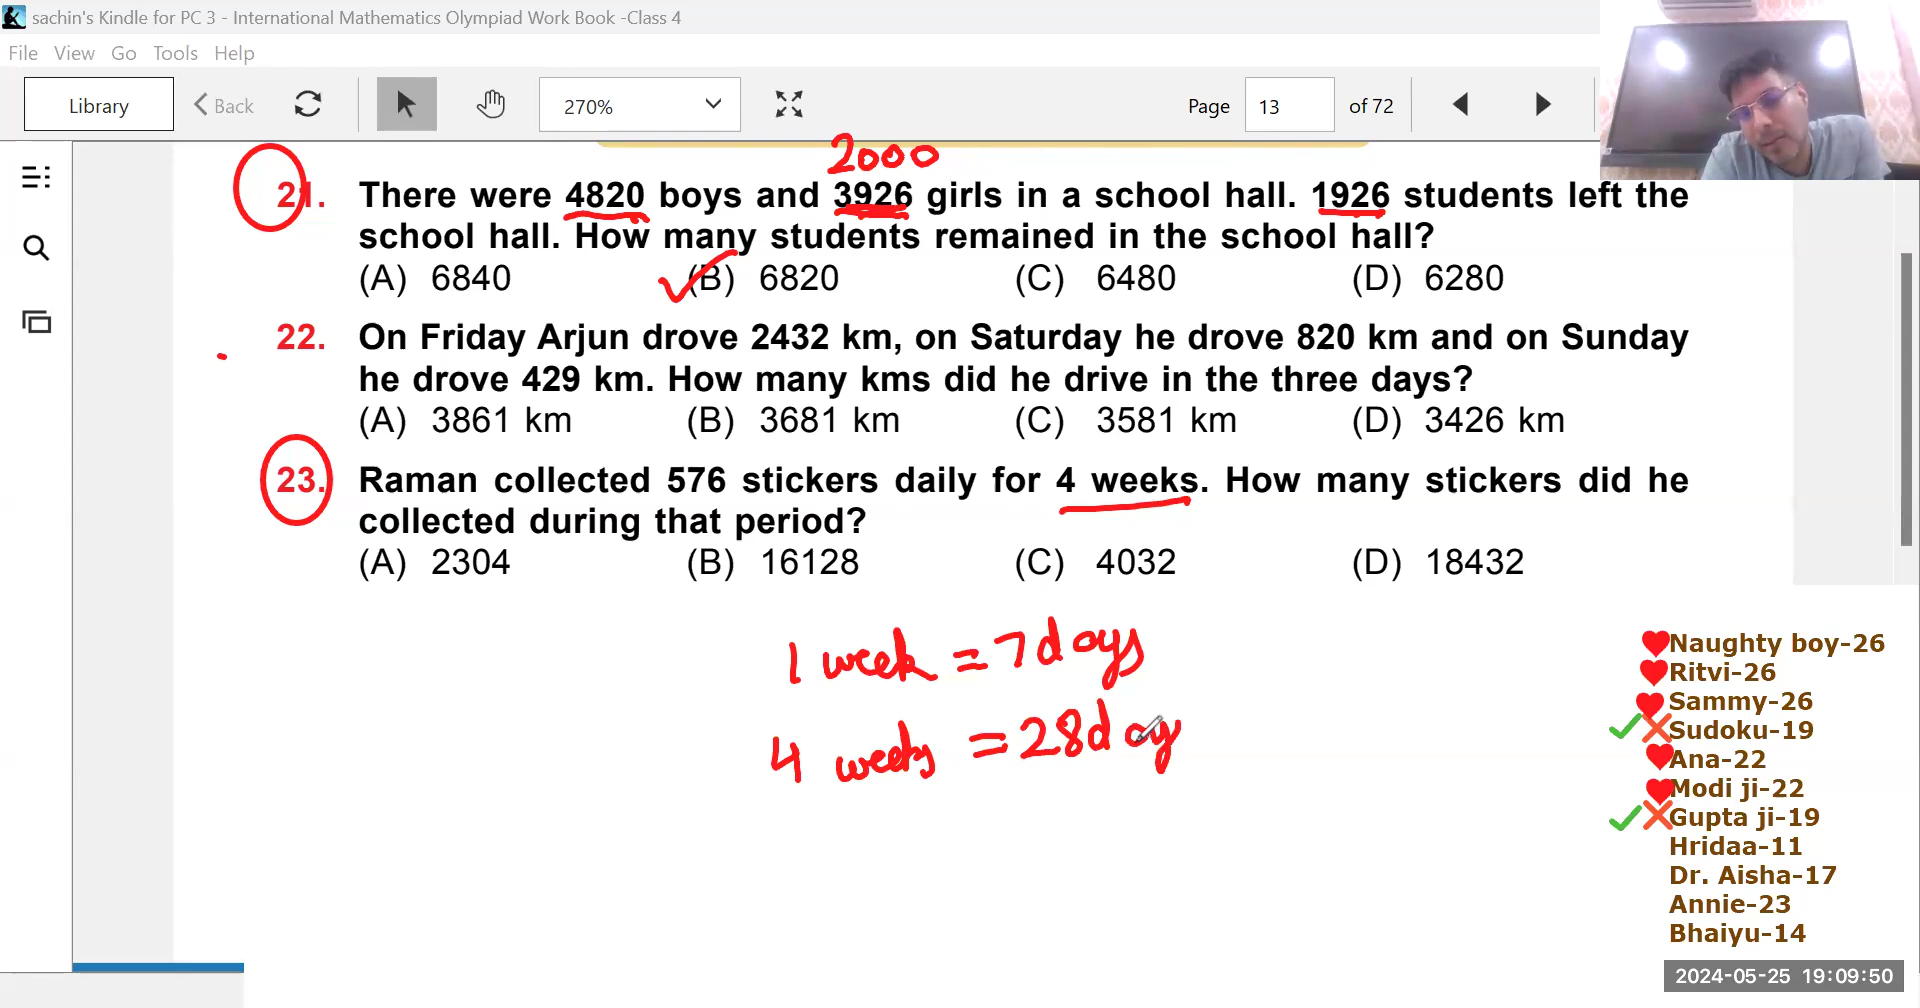 sachin's Kindle for PC 3 - International Mathematics Olympiad Work Book -Class 4
File View Go Tools Help
Library Back 270% Page 13 of 72
2000
21. There were 4820 boys and 3926 girls in a school hall. 1926 students left the
school hall. How many students remained in the school hall?
(A) 6840 (B) 6820 (C) 6480 (D) 6280
22. On Friday Arjun drove 2432 km, on Saturday he drove 820 km and on Sunday
he drove 429 km. How many kms did he drive in the three days?
(A) 3861 km (B) 3681 km (C) 3581 km (D) 3426 km
23. Raman collected 576 stickers daily for 4 weeks. How many stickers did he
collected during that period?
(A) 2304 (B) 16128 (C) 4032 (D) 18432
1 week = 7 days
4 weeks = 28 day
Naughty boy-26
Ritvi-26
Sammy-26
Sudoku-19
Ana-22
Modi ji-22
Gupta ji-19
Hridaa-11
Dr. Aisha-17
Annie-23
Bhaiyu-14
2024-05-25 19:09:50